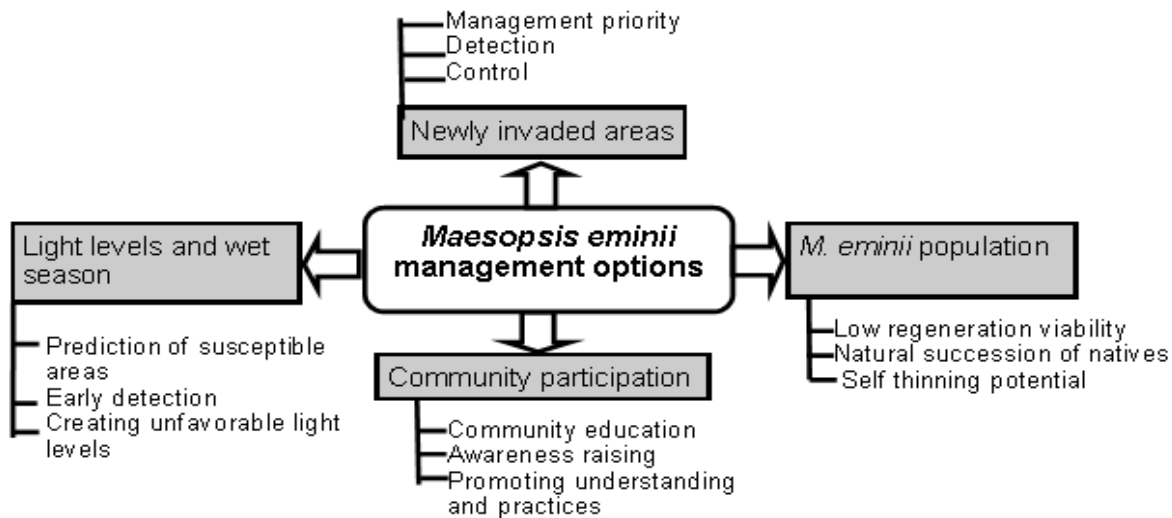 Management priority
Detection
Control
Newly invaded areas
Maesopsis eminii
management options
Light levels and wet
season
Prediction of susceptible
areas
Early detection
Creating unfavorable light
levels
Community participation
Community education
Awareness raising
Promoting understanding
and practices
M. eminii population
Low regeneration viability
Natural succession of natives
Self thinning potential